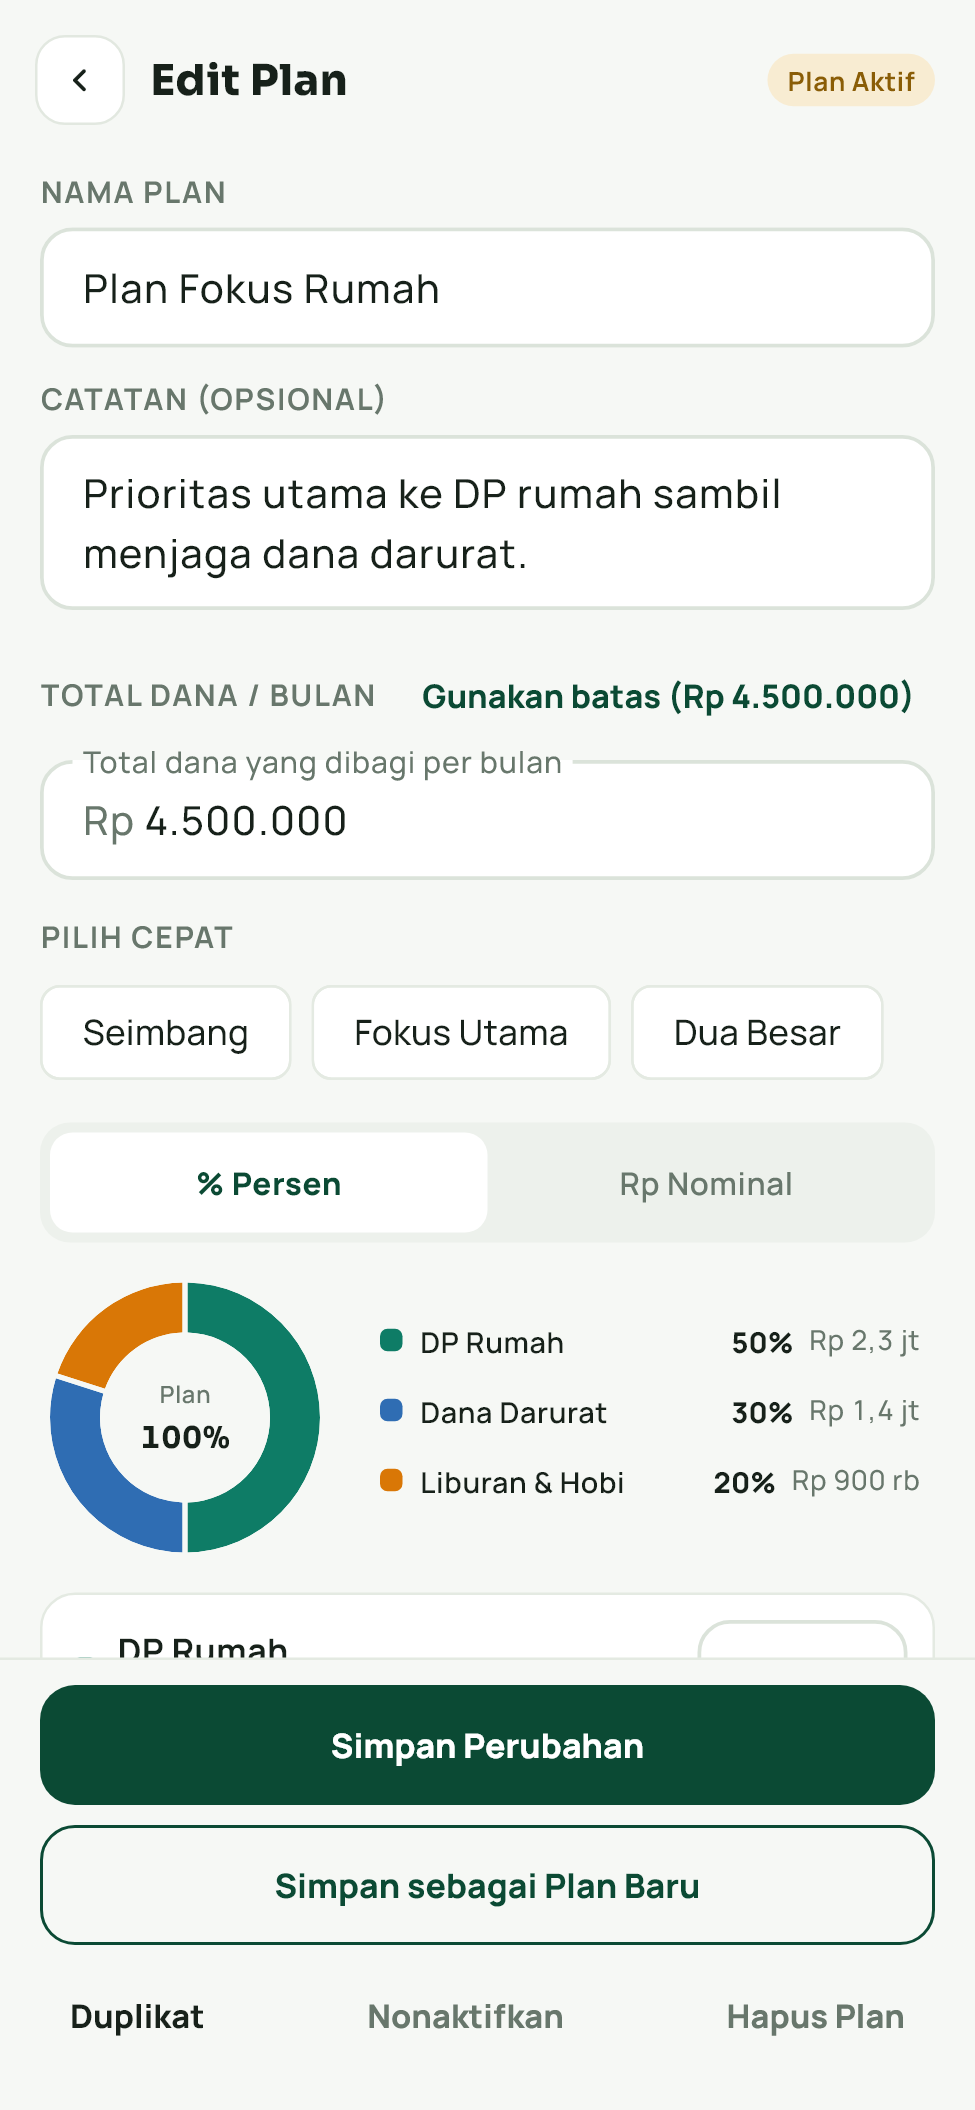 Edit Plan
Plan Aktif
NAMA PLAN
Plan Fokus Rumah
CATATAN (OPSIONAL)
Prioritas utama ke DP rumah sambil
menjaga dana darurat.
TOTAL DANA / BULAN
Gunakan batas (Rp 4.500.000)
Total dana yang dibagi per bulan
Rp 4.500.000
PILIH CEPAT
Seimbang
Fokus Utama
Dua Besar
% Persen
Rp Nominal
Plan
100%
DP Rumah 50% Rp 2,3 jt
Dana Darurat 30% Rp 1,4 jt
Liburan & Hobi 20% Rp 900 rb
DP Rumah
Simpan Perubahan
Simpan sebagai Plan Baru
Duplikat
Nonaktifkan
Hapus Plan